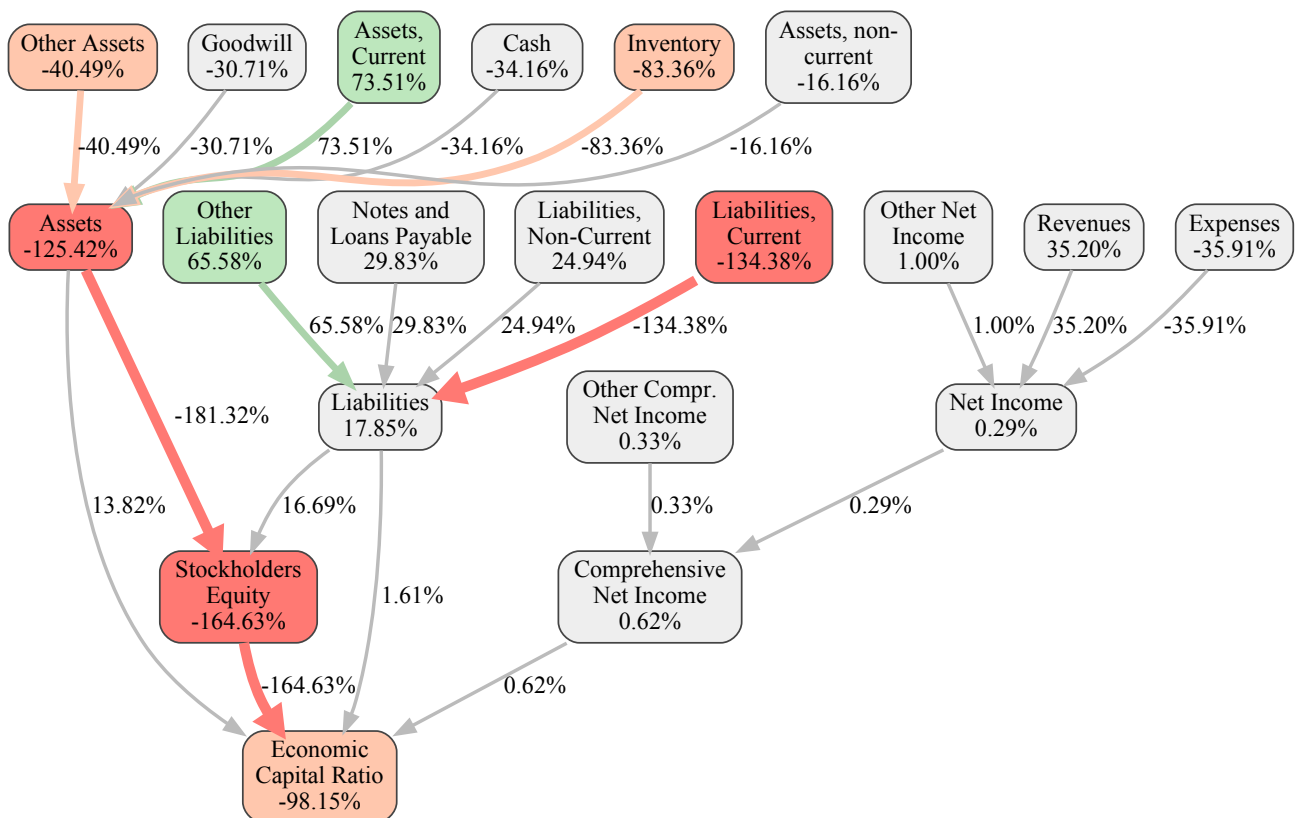 Other Assets
-40.49%
Goodwill
-30.71%
Assets,
Current
73.51%
Cash
-34.16%
Inventory
-83.36%
Assets, non-
current
-16.16%
-40.49%
-30.71%
73.51%
-34.16%
-83.36%
-16.16%
Assets
-125.42%
Other
Liabilities
65.58%
Notes and
Loans Payable
29.83%
Liabilities,
Non-Current
24.94%
Liabilities,
Current
-134.38%
Other Net
Income
1.00%
Revenues
35.20%
Expenses
-35.91%
65.58%
29.83%
24.94%
-134.38%
1.00%
35.20%
-35.91%
-181.32%
Liabilities
17.85%
Other Compr.
Net Income
0.33%
Net Income
0.29%
13.82%
16.69%
0.33%
0.29%
Stockholders
Equity
-164.63%
1.61%
Comprehensive
Net Income
0.62%
-164.63%
0.62%
Economic
Capital Ratio
-98.15%